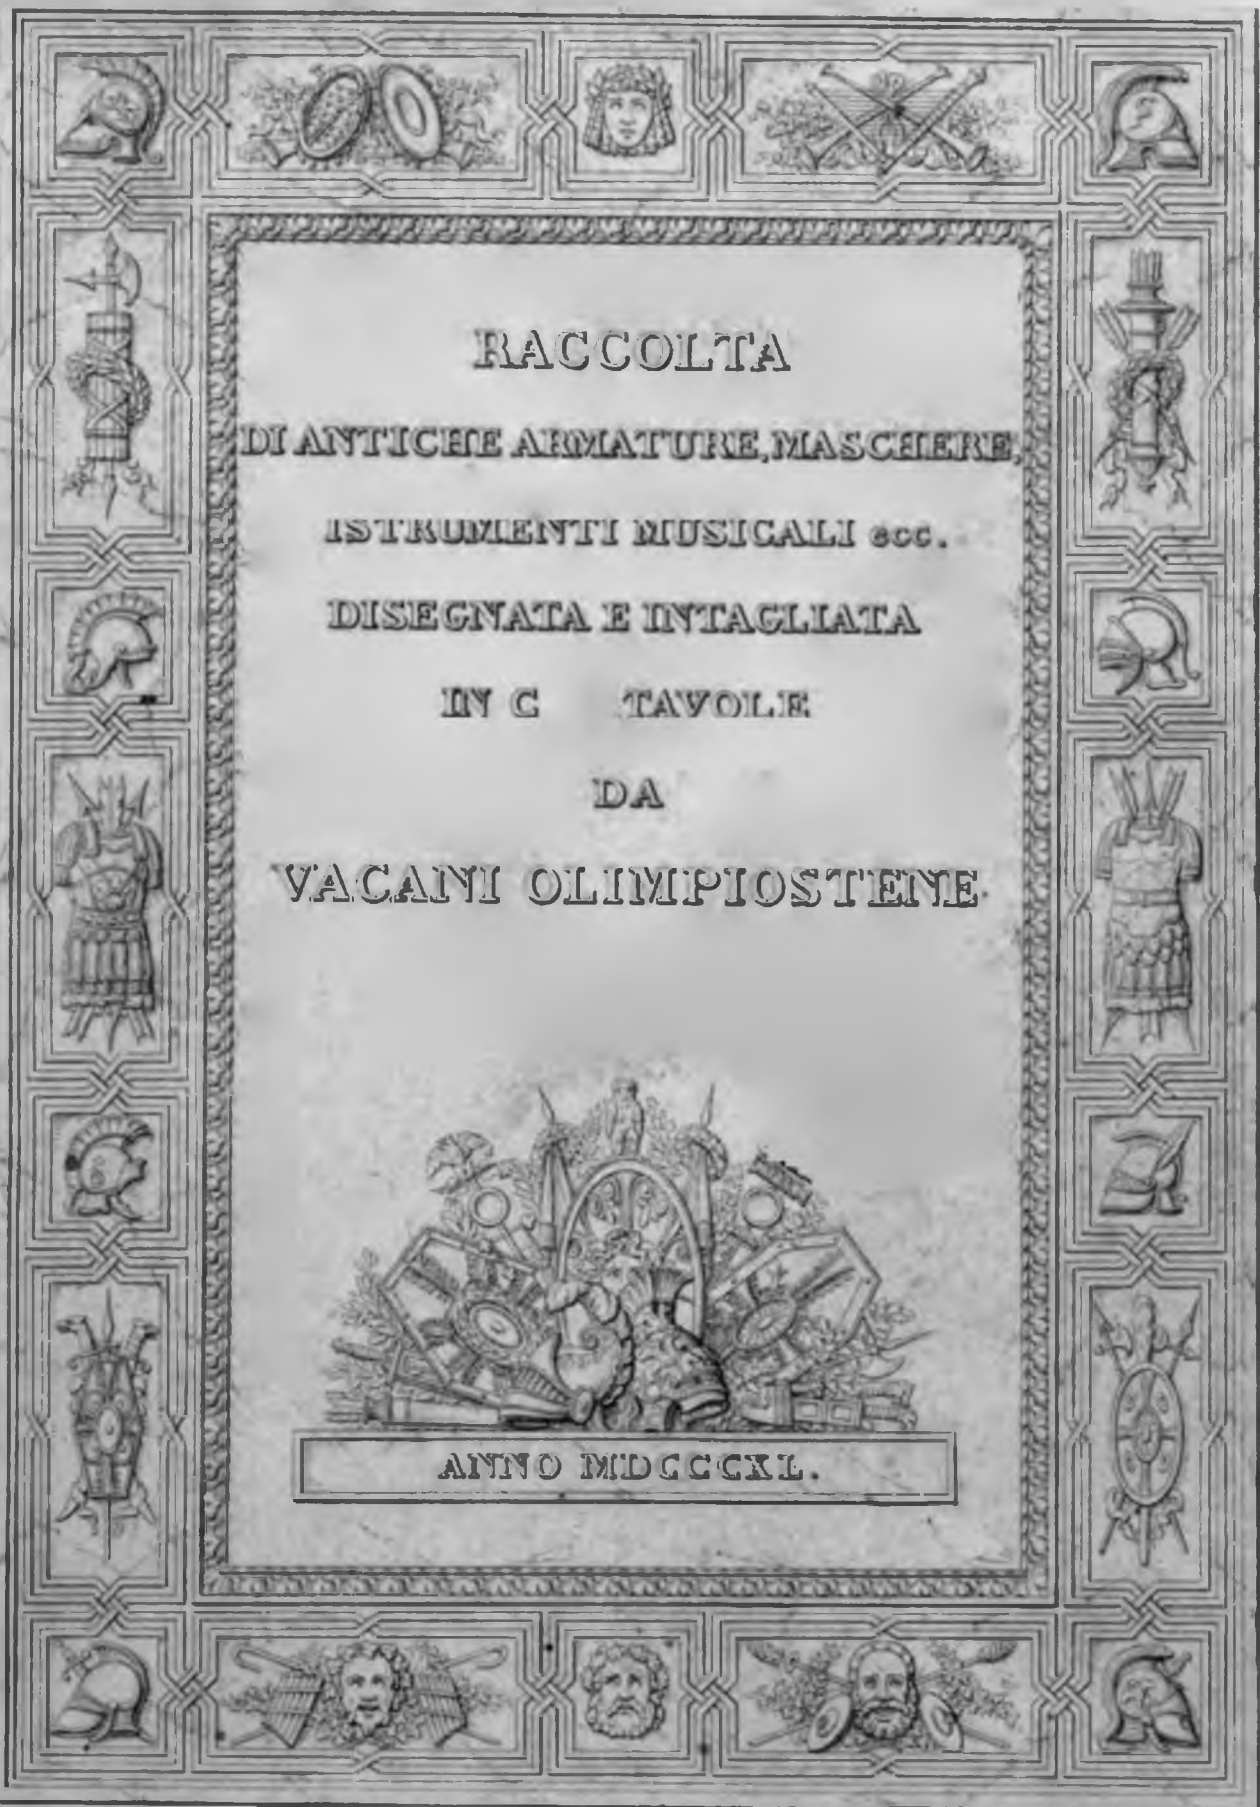 RACCOLTA
DI ANTICHE ARMATURE, MASCHERE,
ISTRUMENTI MUSICALI ecc.
DISEGNATA E INTAGLIATA
IN C TAVOLE
DA
VACANI OLIMPIOSTENE
ANNO MDCCCXL.